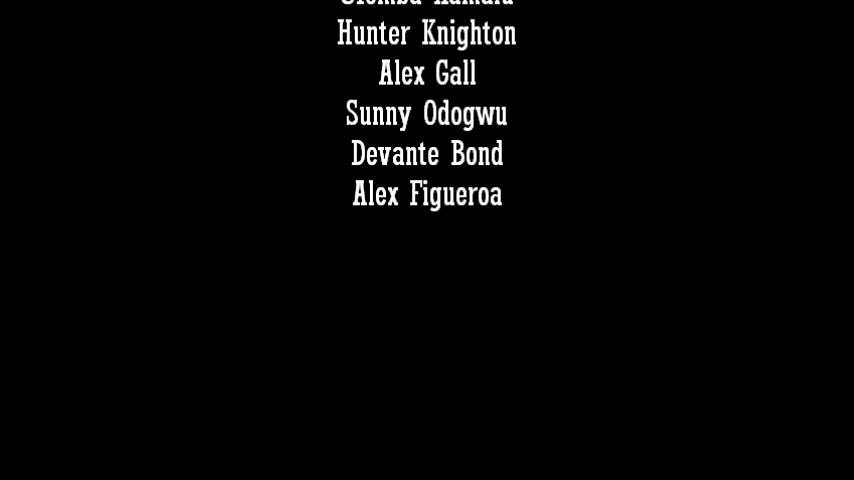 Hunter Knighton
Alex Gall
Sunny Odogwu
Devante Bond
Alex Figueroa